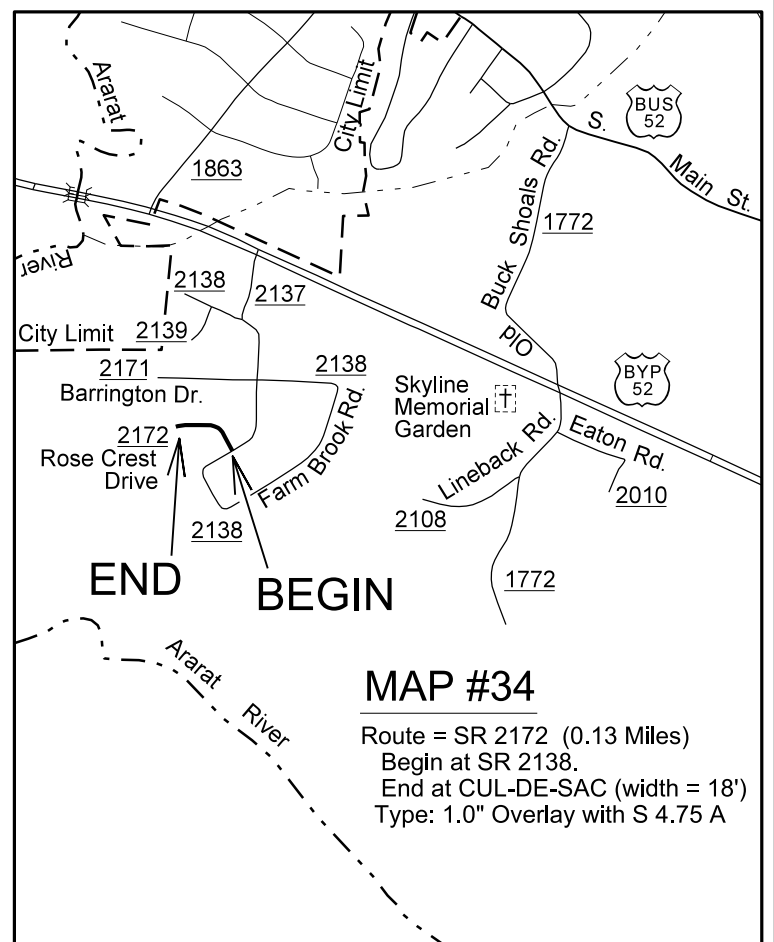 Ararat
City Limit
BUS
52
S. Main St.
Buck Shoals Rd.
1863
1772
River
2138
2137
Old
City Limit
2139
2171
2138
Barrington Dr.
BYP
52
Skyline
Memorial
Garden
Farm Brook Rd.
Lineback Rd.
Eaton Rd.
2172
Rose Crest
Drive
2010
2108
2138
END
BEGIN
1772
Ararat River
MAP #34
Route = SR 2172 (0.13 Miles)
Begin at SR 2138.
End at CUL-DE-SAC (width = 18')
Type: 1.0" Overlay with S 4.75 A